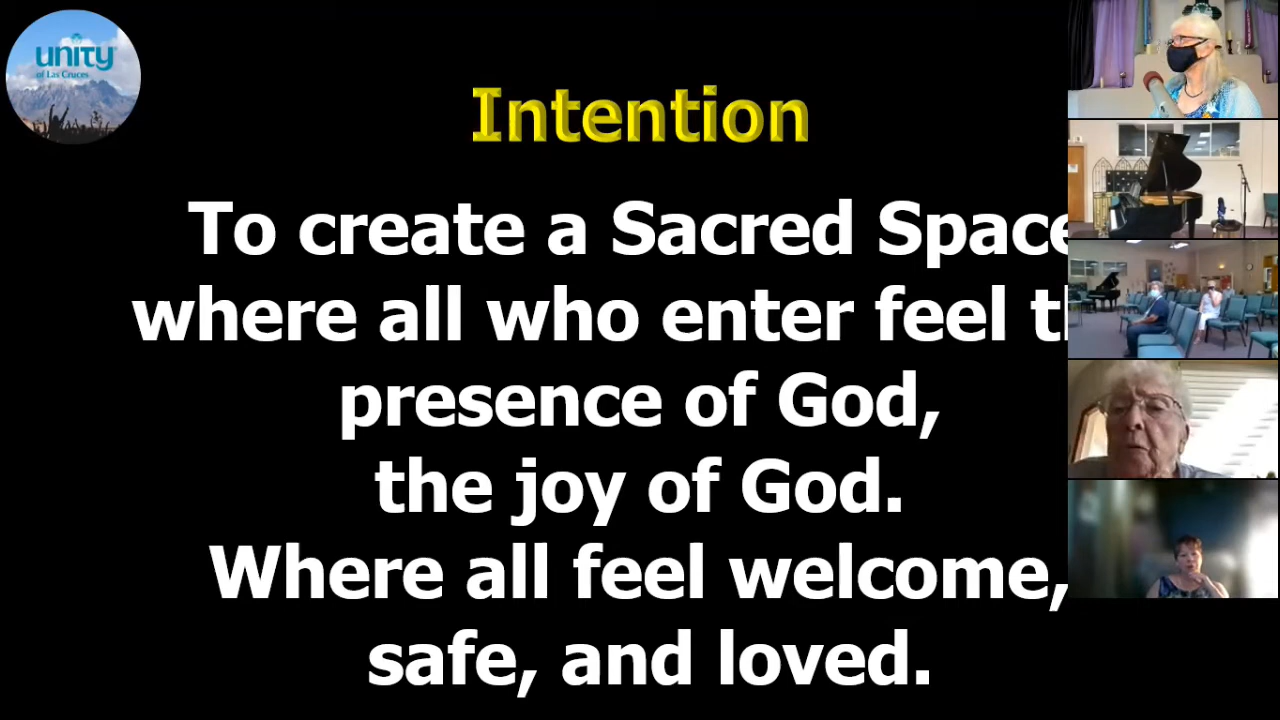 unity
of Las Cruces
Intention
To create a Sacred Space
where all who enter feel
presence of God,
the joy of God.
Where all feel welcome,
safe, and loved.